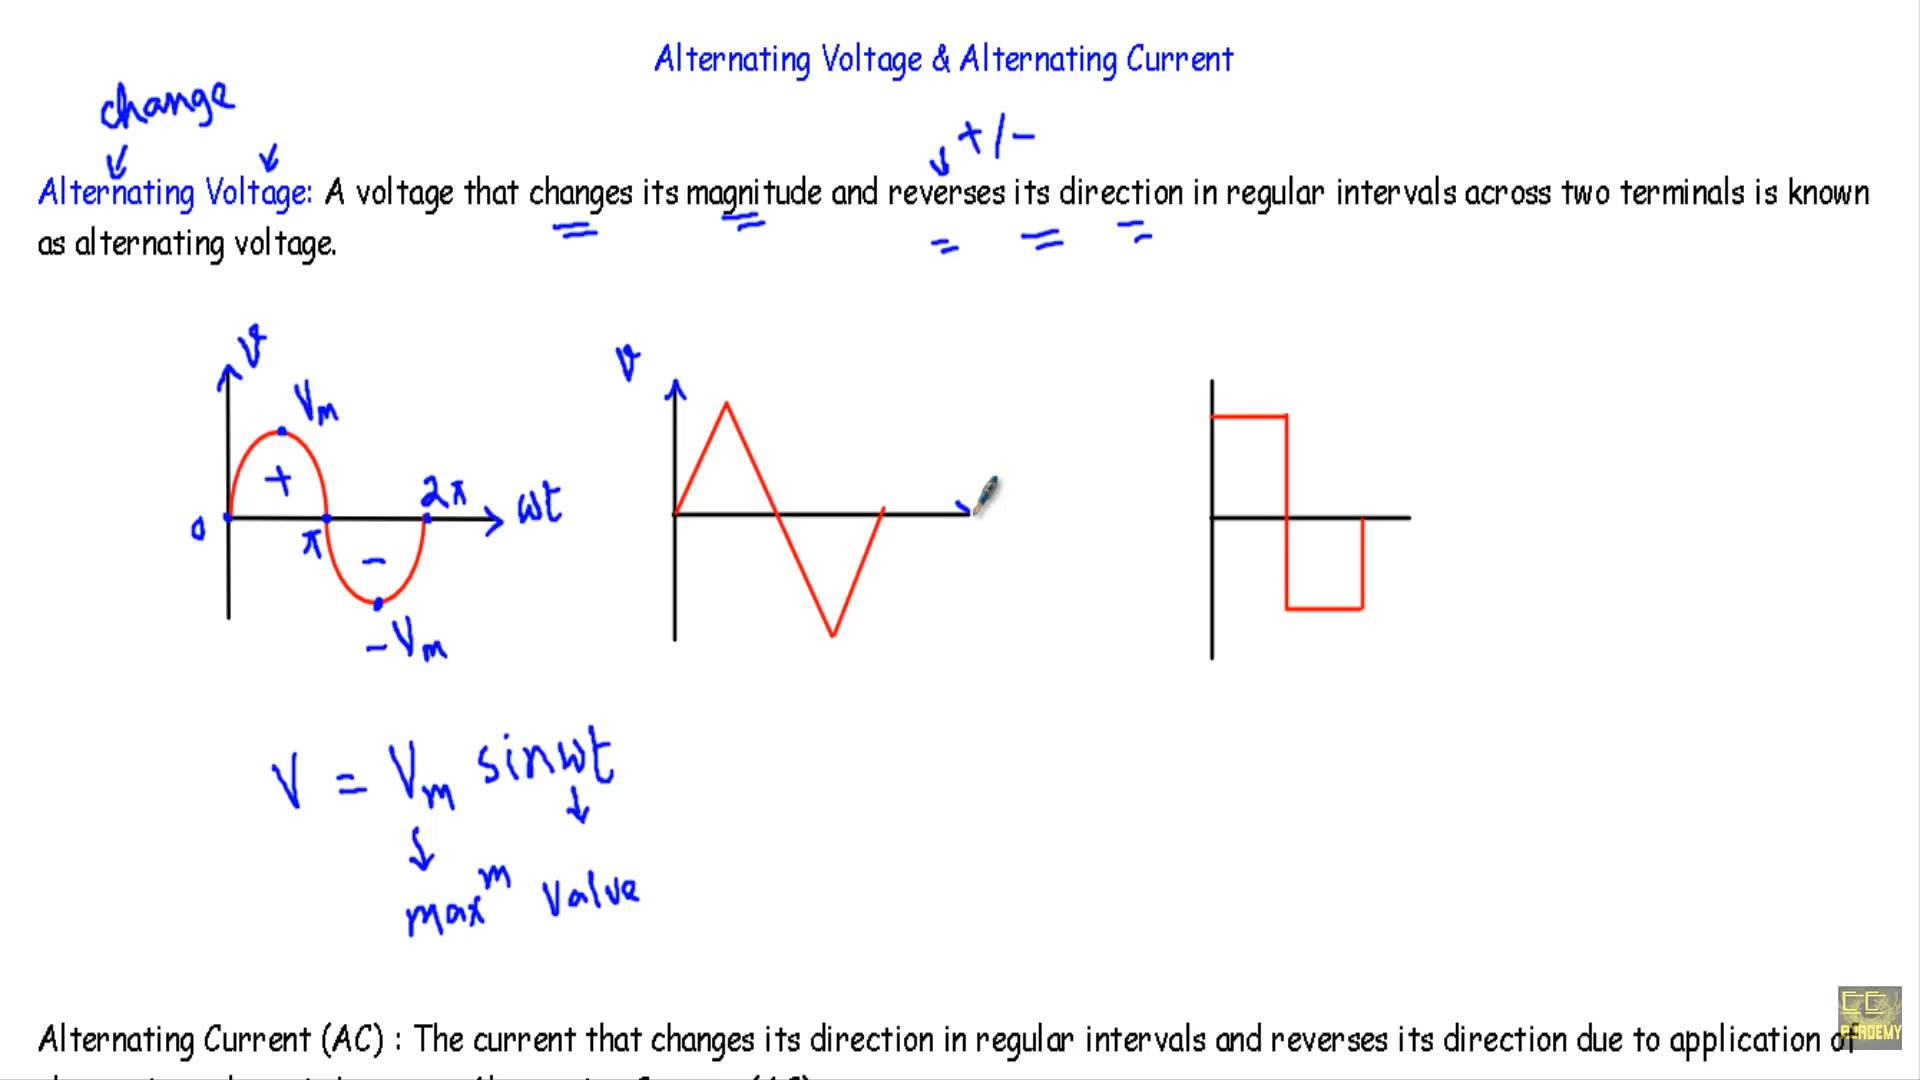 Alternating Voltage & Alternating Current
change
+/-
Alternating Voltage: A voltage that changes its magnitude and reverses its direction in regular intervals across two terminals is known
as alternating voltage.
v
Vm
+
0
π
2π
ωt
-
-Vm
v
V = Vm sinωt
max^m value
Alternating Current (AC) : The current that changes its direction in regular intervals and reverses its direction due to application of
EE
ACADEMY